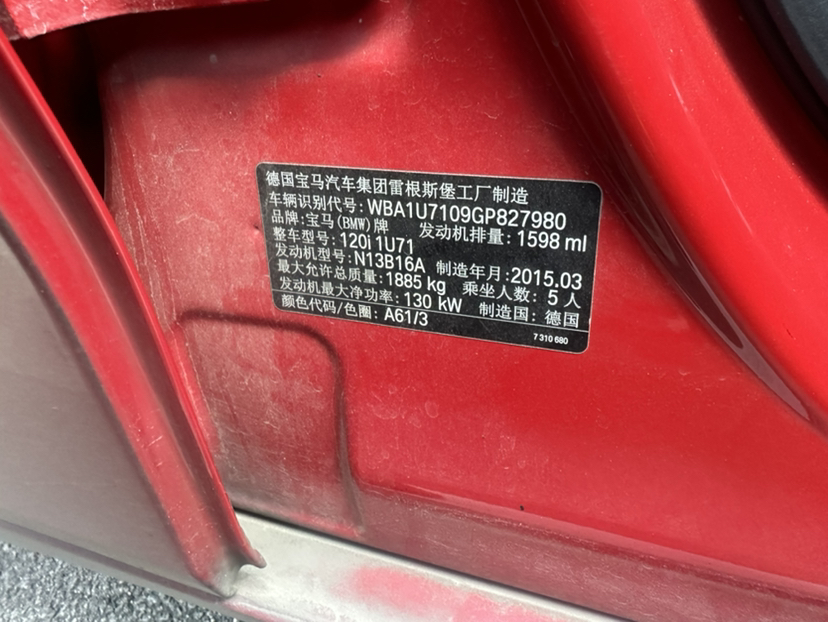 德国宝马汽车集团雷根斯堡工厂制造
车辆识别代号: WBA1U7109GP827980
品牌: 宝马(BMW)牌 发动机排量: 1598 ml
整车型号: 120i 1U71
发动机型号: N13B16A 制造年月: 2015.03
最大允许总质量: 1885 kg 乘坐人数: 5 人
发动机最大净功率: 130 kW 制造国: 德国
颜色代码/色圈: A61/3
7 310 680